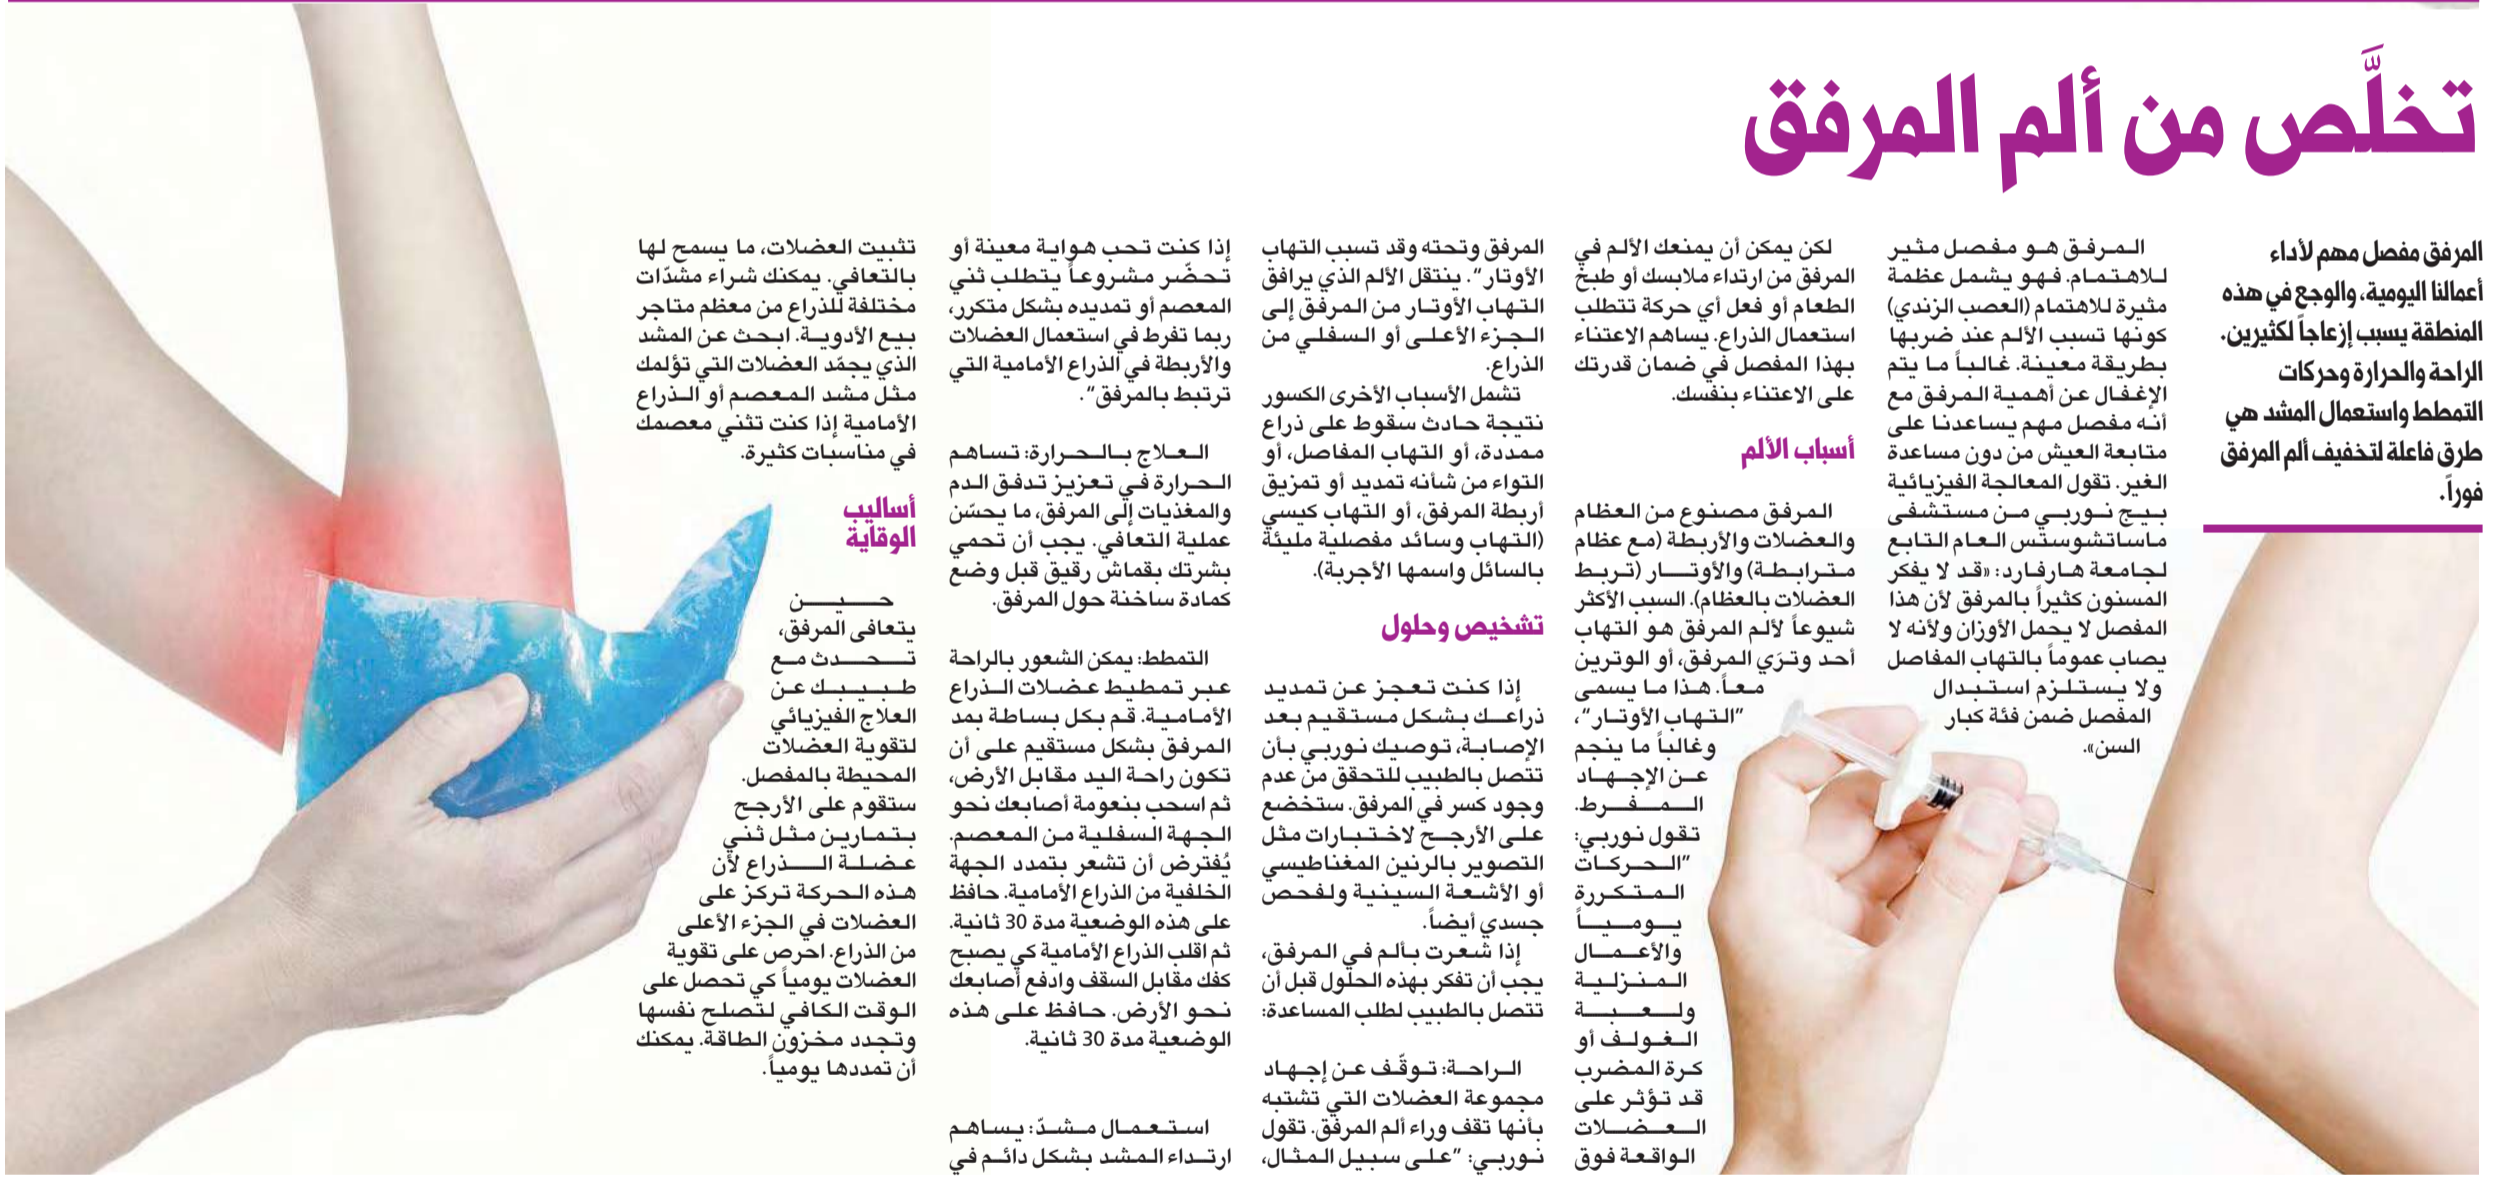 تخلَّص من ألم المرفق
المرفق مفصل مهم لأداء
أعمالنا اليومية، والوجع في هذه
المنطقة يسبب إزعاجاً لكثيرين.
الراحة والحرارة وحركات
التمطط واستعمال المشد هي
طرق فاعلة لتخفيف ألم المرفق
فوراً.
المرفق هو مفصل مثير
للاهتمام. فهو يشمل عظمة
مثيرة للاهتمام (العصب الزندي)
كونها تسبب الألم عند ضربها
بطريقة معينة. غالباً ما يتم
الإغفال عن أهمية المرفق مع
أنه مفصل مهم يساعدنا على
متابعة العيش من دون مساعدة
الغير. تقول المعالجة الفيزيائية
بيج نوربي من مستشفى
ماساتشوستس العام التابع
لجامعة هارفارد: «قد لا يفكر
المسنون كثيراً بالمرفق لأن هذا
المفصل لا يحمل الأوزان ولأنه لا
يصاب عموماً بالتهاب المفاصل
ولا يستلزم استبدال
المفصل ضمن فئة كبار
السن».
لكن يمكن أن يمنعك الألم في
المرفق من ارتداء ملابسك أو طبخ
الطعام أو فعل أي حركة تتطلب
استعمال الذراع. يساهم الاعتناء
بهذا المفصل في ضمان قدرتك
على الاعتناء بنفسك.
أسباب الألم
المرفق مصنوع من العظام
والعضلات والأربطة (مع عظام
مترابطة) والأوتار (تربط
العضلات بالعظام). السبب الأكثر
شيوعاً لألم المرفق هو التهاب
أحد وترَي المرفق، أو الوترين
معاً. هذا ما يسمى
"التهاب الأوتار"،
وغالباً ما ينجم
عن الإجهاد
المفرط.
تقول نوربي:
"الحركات
المتكررة
يومياً
والأعمال
المنزلية
ولعبة
الغولف أو
كرة المضرب
قد تؤثر على
العضلات
الواقعة فوق
المرفق وتحته وقد تسبب التهاب
الأوتار". ينتقل الألم الذي يرافق
التهاب الأوتار من المرفق إلى
الجزء الأعلى أو السفلي من
الذراع.
تشمل الأسباب الأخرى الكسور
نتيجة حادث سقوط على ذراع
ممددة، أو التهاب المفاصل، أو
التواء من شأنه تمديد أو تمزيق
أربطة المرفق، أو التهاب كيسي
(التهاب وسائد مفصلية مليئة
بالسائل واسمها الأجربة).
تشخيص وحلول
إذا كنت تعجز عن تمديد
ذراعك بشكل مستقيم بعد
الإصابة، توصيك نوربي بأن
تتصل بالطبيب للتحقق من عدم
وجود كسر في المرفق. ستخضع
على الأرجح لاختبارات مثل
التصوير بالرنين المغناطيسي
أو الأشعة السينية ولفحص
جسدي أيضاً.
إذا شعرت بألم في المرفق،
يجب أن تفكر بهذه الحلول قبل أن
تتصل بالطبيب لطلب المساعدة:
الراحة: توقّف عن إجهاد
مجموعة العضلات التي تشتبه
بأنها تقف وراء ألم المرفق. تقول
نوربي: "على سبيل المثال،
إذا كنت تحب هواية معينة أو
تحضّر مشروعاً يتطلب ثني
المعصم أو تمديده بشكل متكرر،
ربما تفرط في استعمال العضلات
والأربطة في الذراع الأمامية التي
ترتبط بالمرفق".
العلاج بالحرارة: تساهم
الحرارة في تعزيز تدفق الدم
والمغذيات إلى المرفق، ما يحسّن
عملية التعافي. يجب أن تحمي
بشرتك بقماش رقيق قبل وضع
كمادة ساخنة حول المرفق.
التمطط: يمكن الشعور بالراحة
عبر تمطيط عضلات الذراع
الأمامية. قم بكل بساطة بمد
المرفق بشكل مستقيم على أن
تكون راحة اليد مقابل الأرض،
ثم اسحب بنعومة أصابعك نحو
الجهة السفلية من المعصم.
يُفترض أن تشعر بتمدد الجهة
الخلفية من الذراع الأمامية. حافظ
على هذه الوضعية مدة 30 ثانية.
ثم اقلب الذراع الأمامية كي يصبح
كفك مقابل السقف وادفع أصابعك
نحو الأرض. حافظ على هذه
الوضعية مدة 30 ثانية.
استعمال مشدّ: يساهم
ارتداء المشد بشكل دائم في
تثبيت العضلات، ما يسمح لها
بالتعافي. يمكنك شراء مشدّات
مختلفة للذراع من معظم متاجر
بيع الأدوية. ابحث عن المشد
الذي يجمّد العضلات التي تؤلمك
مثل مشد المعصم أو الذراع
الأمامية إذا كنت تثني معصمك
في مناسبات كثيرة.
أساليب
الوقاية
حين
يتعافى المرفق،
تحدث مع
طبيبك عن
العلاج الفيزيائي
لتقوية العضلات
المحيطة بالمفصل.
ستقوم على الأرجح
بتمارين مثل ثني
عضلة الذراع لأن
هذه الحركة تركز على
العضلات في الجزء الأعلى
من الذراع. احرص على تقوية
العضلات يومياً كي تحصل على
الوقت الكافي لتصلح نفسها
وتجدد مخزون الطاقة. يمكنك
أن تمددها يومياً.